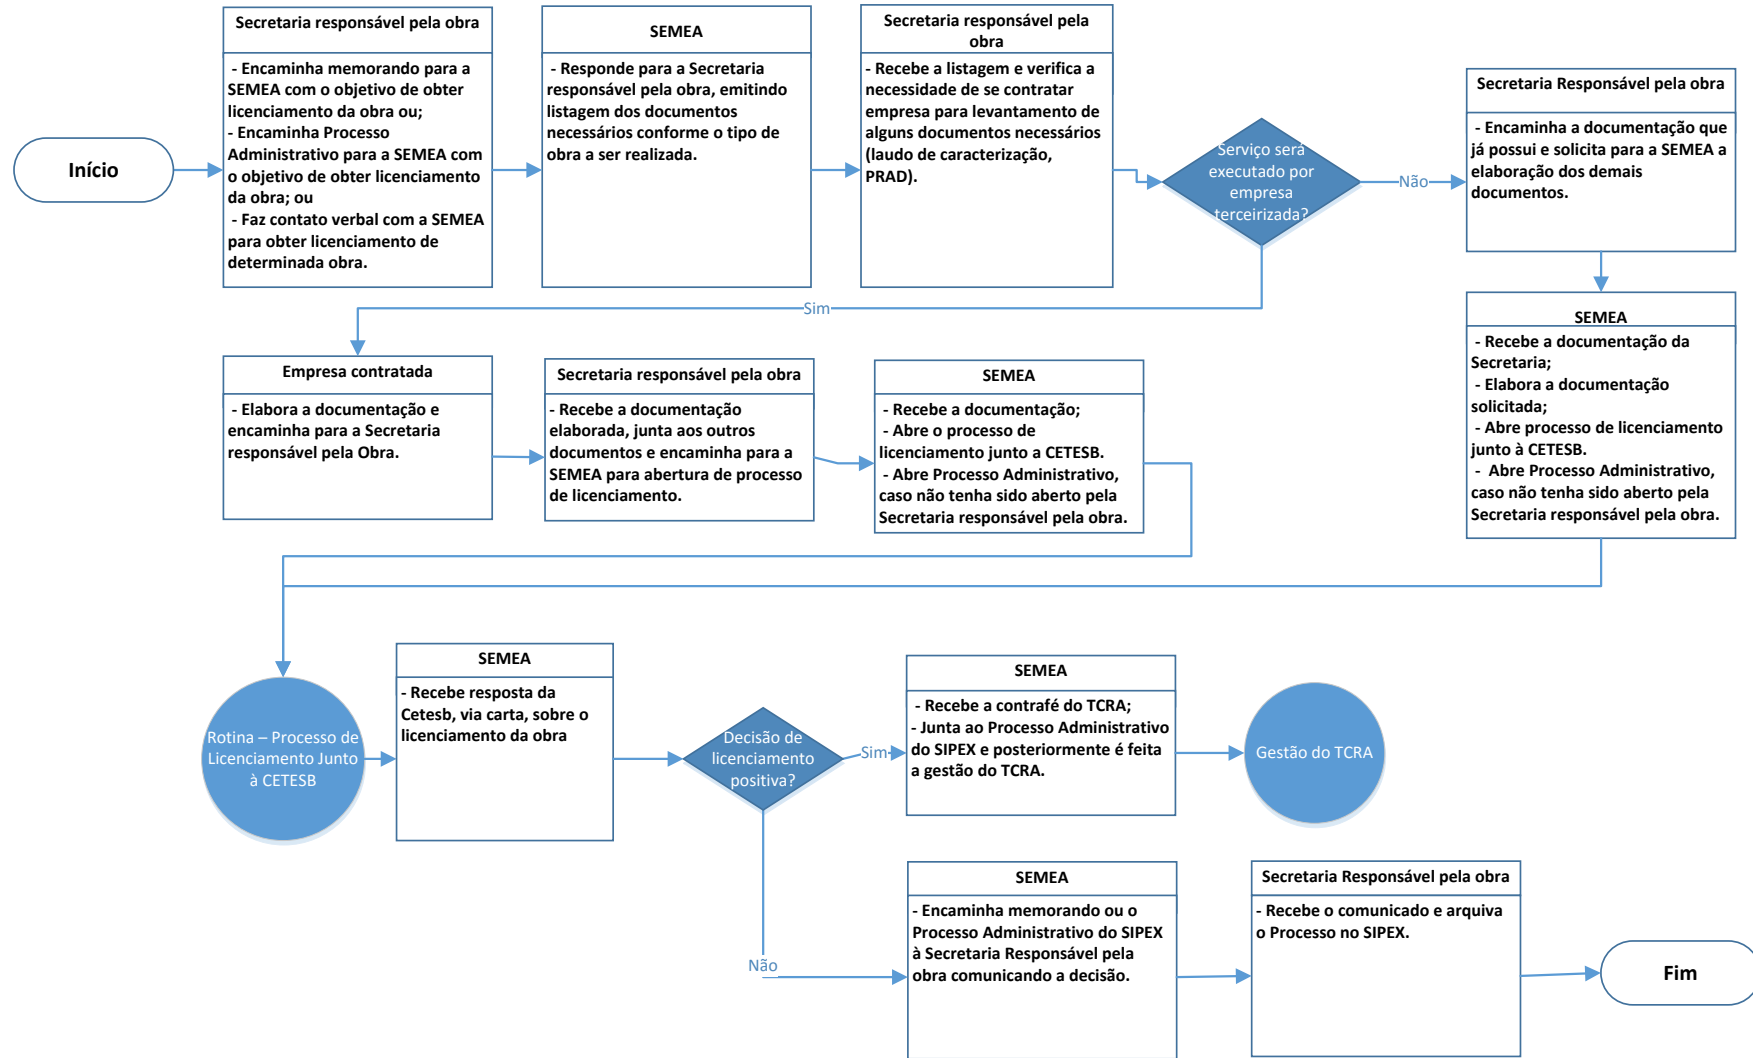 Início
Secretaria responsável pela obra
- Encaminha memorando para a
SEMEA com o objetivo de obter
licenciamento da obra ou;
- Encaminha Processo
Administrativo para a SEMEA com
o objetivo de obter licenciamento
da obra; ou
- Faz contato verbal com a SEMEA
para obter licenciamento de
determinada obra.
SEMEA
- Responde para a Secretaria
responsável pela obra, emitindo
listagem dos documentos
necessários conforme o tipo de
obra a ser realizada.
Secretaria responsável pela
obra
- Recebe a listagem e verifica a
necessidade de se contratar
empresa para levantamento de
alguns documentos necessários
(laudo de caracterização,
PRAD).
Serviço será
executado por
empresa
terceirizada?
Não
Secretaria Responsável pela obra
- Encaminha a documentação que
já possui e solicita para a SEMEA a
elaboração dos demais
documentos.
Sim
SEMEA
- Recebe a documentação da
Secretaria;
- Elabora a documentação
solicitada;
- Abre processo de licenciamento
junto à CETESB.
- Abre Processo Administrativo,
caso não tenha sido aberto pela
Secretaria responsável pela obra.
Empresa contratada
- Elabora a documentação e
encaminha para a Secretaria
responsável pela Obra.
Secretaria responsável pela obra
- Recebe a documentação
elaborada, junta aos outros
documentos e encaminha para a
SEMEA para abertura de processo
de licenciamento.
SEMEA
- Recebe a documentação;
- Abre o processo de
licenciamento junto a CETESB.
- Abre Processo Administrativo,
caso não tenha sido aberto pela
Secretaria responsável pela obra.
Rotina – Processo de
Licenciamento Junto
à CETESB
SEMEA
- Recebe resposta da
Cetesb, via carta, sobre o
licenciamento da obra
Decisão de
licenciamento
positiva?
Sim
SEMEA
- Recebe a contrafé do TCRA;
- Junta ao Processo Administrativo
do SIPEX e posteriormente é feita
a gestão do TCRA.
Gestão do TCRA
Não
SEMEA
- Encaminha memorando ou o
Processo Administrativo do SIPEX
à Secretaria Responsável pela
obra comunicando a decisão.
Secretaria Responsável pela obra
- Recebe o comunicado e arquiva
o Processo no SIPEX.
Fim